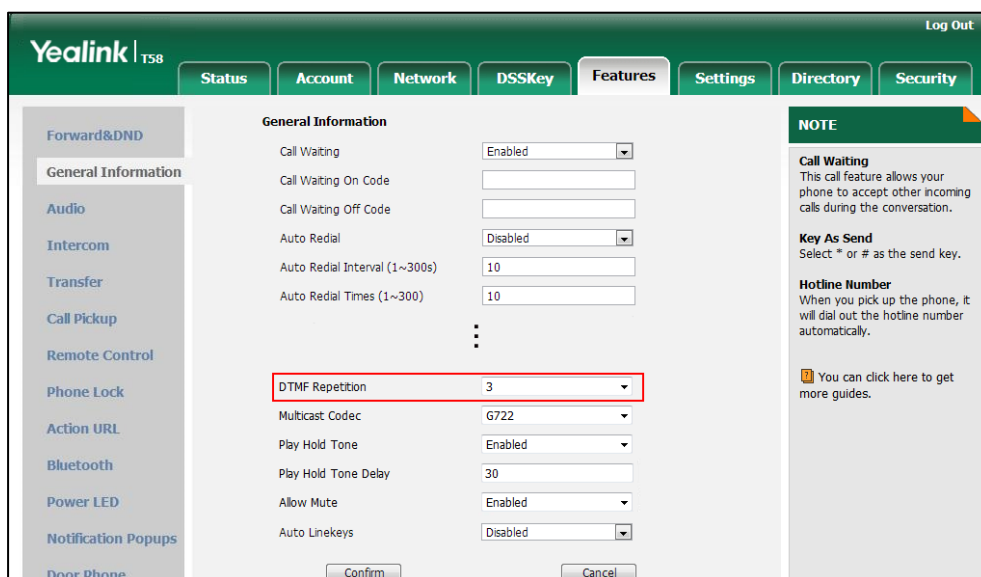 Log Out
Yealink | T58
Status Account Network DSSKey Features Settings Directory Security
Forward&DND
General Information
Audio
Intercom
Transfer
Call Pickup
Remote Control
Phone Lock
Action URL
Bluetooth
Power LED
Notification Popups
Door Phone
General Information
Call Waiting Enabled
Call Waiting On Code
Call Waiting Off Code
Auto Redial Disabled
Auto Redial Interval (1~300s) 10
Auto Redial Times (1~300) 10
DTMF Repetition 3
Multicast Codec G722
Play Hold Tone Enabled
Play Hold Tone Delay 30
Allow Mute Enabled
Auto Linekeys Disabled
Confirm Cancel
NOTE
Call Waiting
This call feature allows your
phone to accept other incoming
calls during the conversation.
Key As Send
Select * or # as the send key.
Hotline Number
When you pick up the phone, it
will dial out the hotline number
automatically.
You can click here to get
more guides.